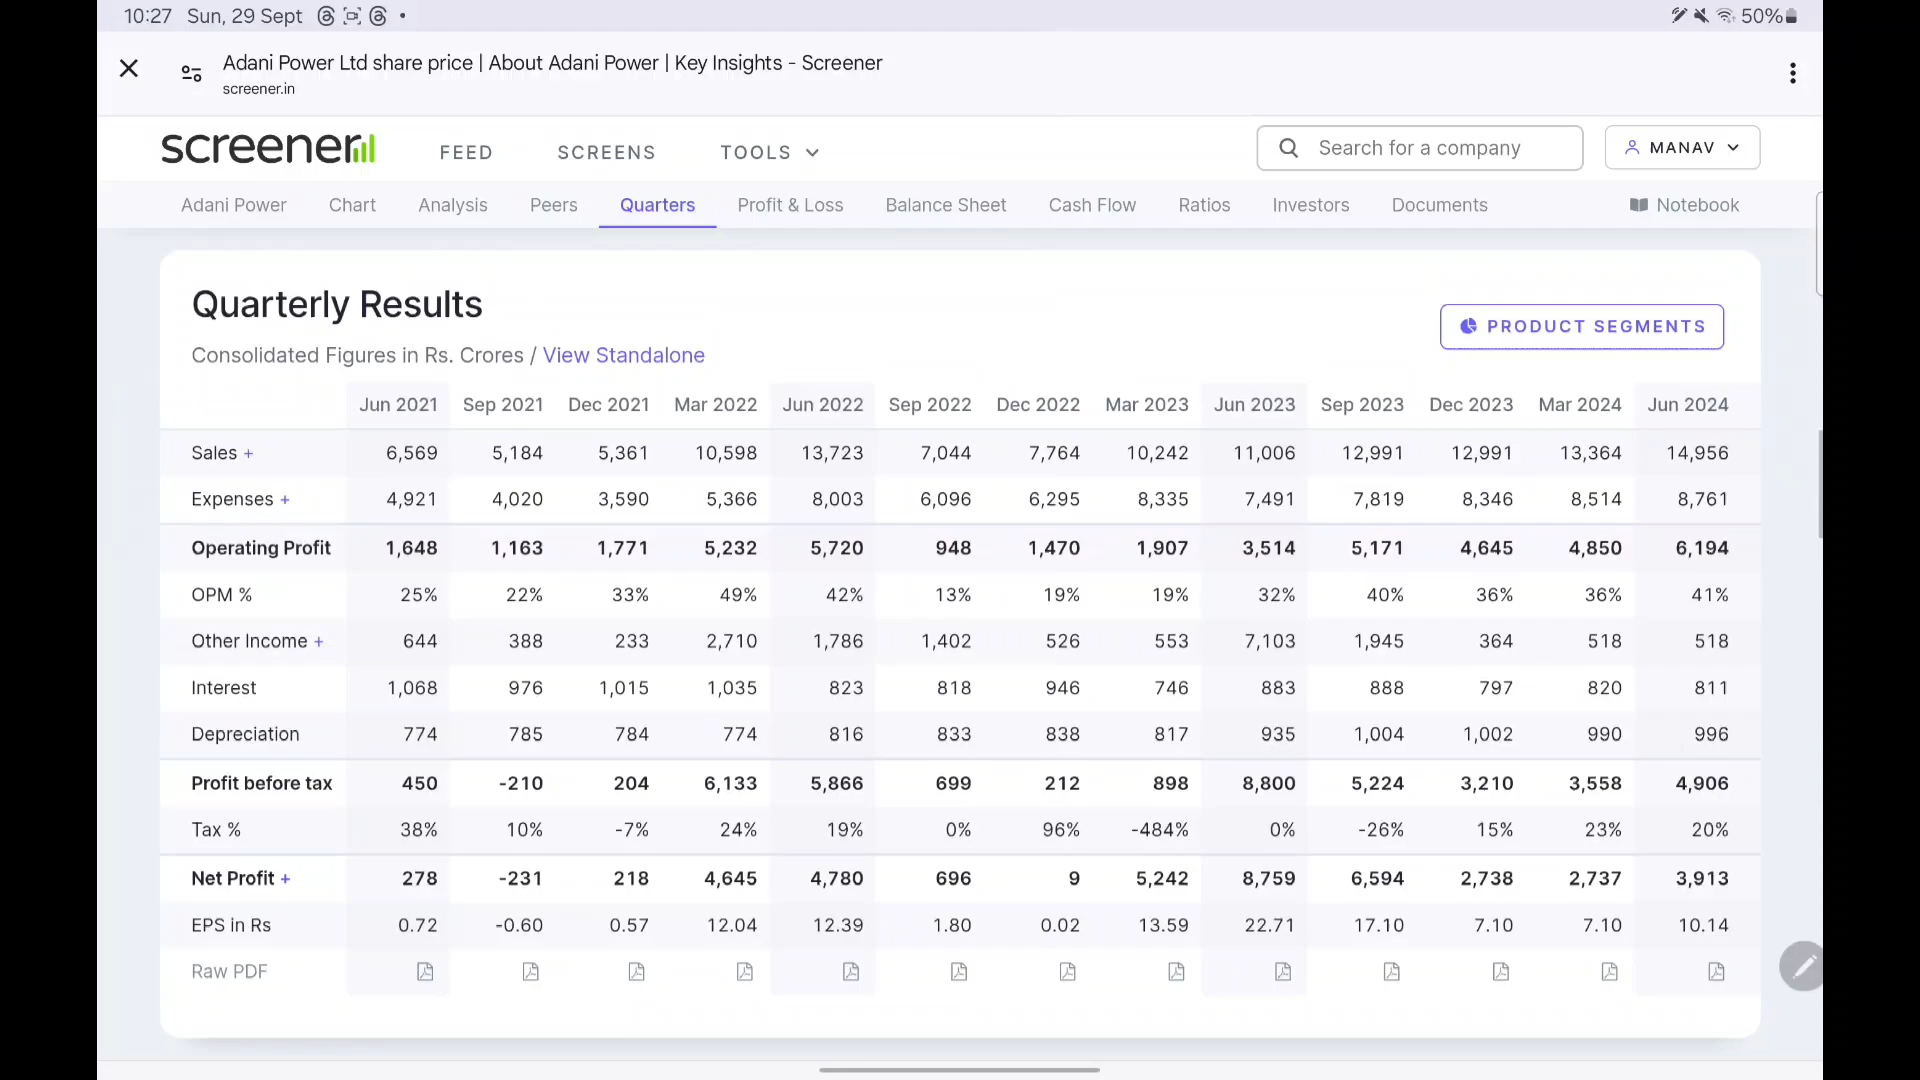 10:27 Sun, 29 Sept 50%
Adani Power Ltd share price | About Adani Power | Key Insights - Screener
screener.in
screener FEED SCREENS TOOLS Search for a company MANAV
Adani Power Chart Analysis Peers Quarters Profit & Loss Balance Sheet Cash Flow Ratios Investors Documents Notebook
Quarterly Results
PRODUCT SEGMENTS
Consolidated Figures in Rs. Crores / View Standalone
Jun 2021 Sep 2021 Dec 2021 Mar 2022 Jun 2022 Sep 2022 Dec 2022 Mar 2023 Jun 2023 Sep 2023 Dec 2023 Mar 2024 Jun 2024
Sales + 6,569 5,184 5,361 10,598 13,723 7,044 7,764 10,242 11,006 12,991 12,991 13,364 14,956
Expenses + 4,921 4,020 3,590 5,366 8,003 6,096 6,295 8,335 7,491 7,819 8,346 8,514 8,761
Operating Profit 1,648 1,163 1,771 5,232 5,720 948 1,470 1,907 3,514 5,171 4,645 4,850 6,194
OPM % 25% 22% 33% 49% 42% 13% 19% 19% 32% 40% 36% 36% 41%
Other Income + 644 388 233 2,710 1,786 1,402 526 553 7,103 1,945 364 518 518
Interest 1,068 976 1,015 1,035 823 818 946 746 883 888 797 820 811
Depreciation 774 785 784 774 816 833 838 817 935 1,004 1,002 990 996
Profit before tax 450 -210 204 6,133 5,866 699 212 898 8,800 5,224 3,210 3,558 4,906
Tax % 38% 10% -7% 24% 19% 0% 96% -484% 0% -26% 15% 23% 20%
Net Profit + 278 -231 218 4,645 4,780 696 9 5,242 8,759 6,594 2,738 2,737 3,913
EPS in Rs 0.72 -0.60 0.57 12.04 12.39 1.80 0.02 13.59 22.71 17.10 7.10 7.10 10.14
Raw PDF